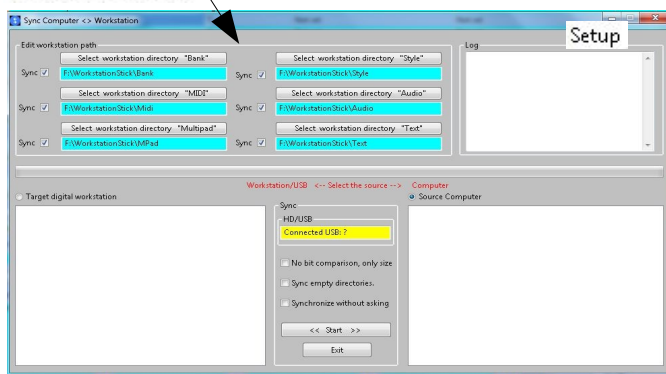 Sync Computer <> Workstation
Setup
Edit workstation path
Log
Select workstation directory "Bank"
Select workstation directory "Style"
Sync F:\WorkstationStick\Bank
Sync F:\WorkstationStick\Style
Select workstation directory "MIDI"
Select workstation directory "Audio"
Sync F:\WorkstationStick\Midi
Sync F:\WorkstationStick\Audio
Select workstation directory "Multipad"
Select workstation directory "Text"
Sync F:\WorkstationStick\MPad
Sync F:\WorkstationStick\Text
Workstation/USB <-- Select the source --> Computer
Target digital workstation
Source Computer
Sync
HD/USB
Connected USB: ?
No bit comparison, only size
Sync empty directories.
Synchronize without asking
<< Start >>
Exit